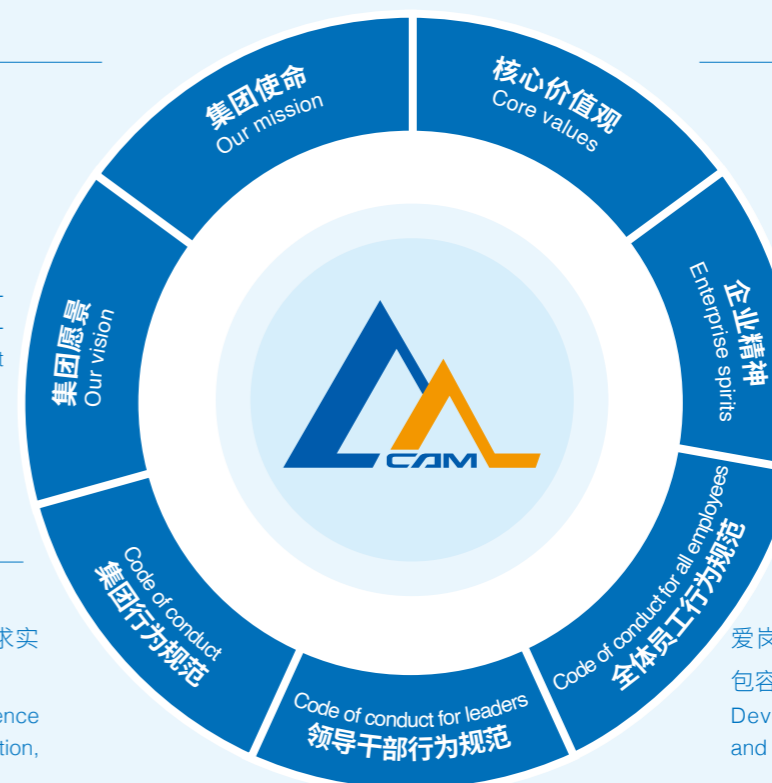 集团使命
Our mission
核心价值观
Core values
企业精神
Enterprise spirits
集团愿景
Our vision
CAM
Code of conduct
集团行为规范
Code of conduct for leaders
领导干部行为规范
Code of conduct for all employees
全体员工行为规范
t
求实
ence
tion,
爱岗
包容
Dev
and